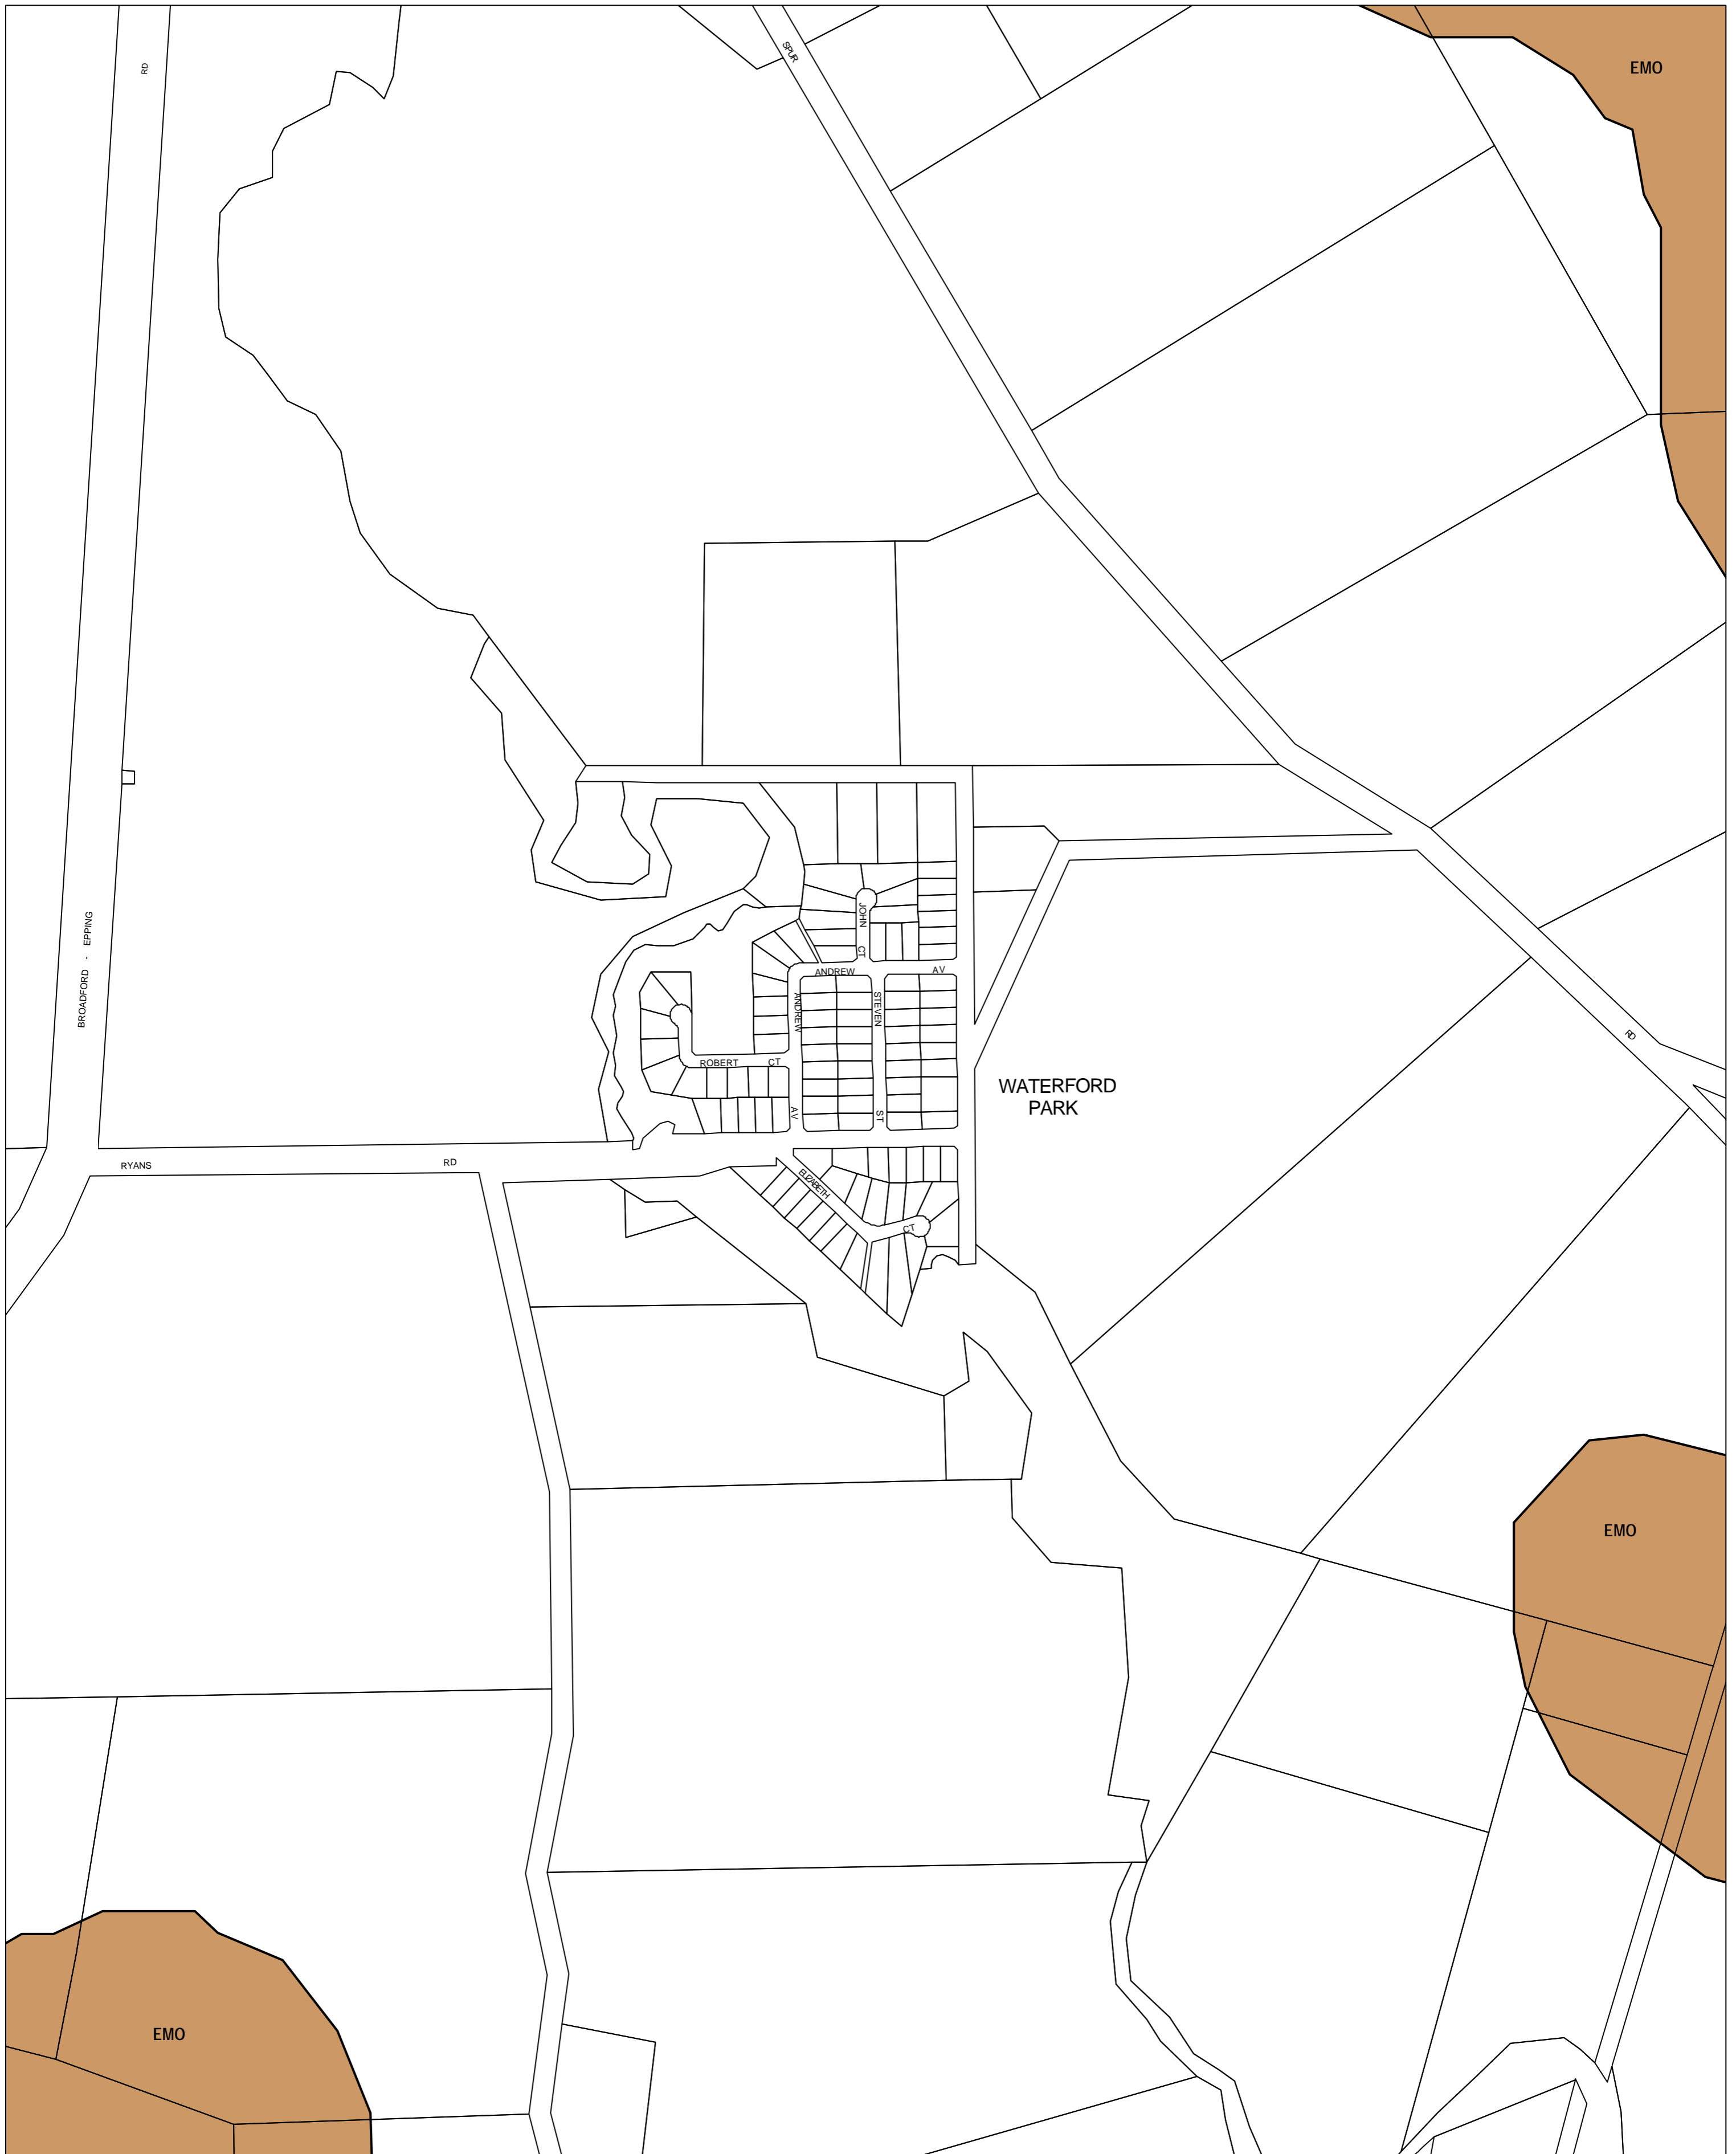 RD
SPUR
EMO
BROADFORD - EPPING
JOHN
CT
ANDREW
AV
ANDREW
STEVEN
ROBERT CT
AV
ST
WATERFORD
PARK
RD
RYANS
RD
ELIZABETH
CT
EMO
EMO